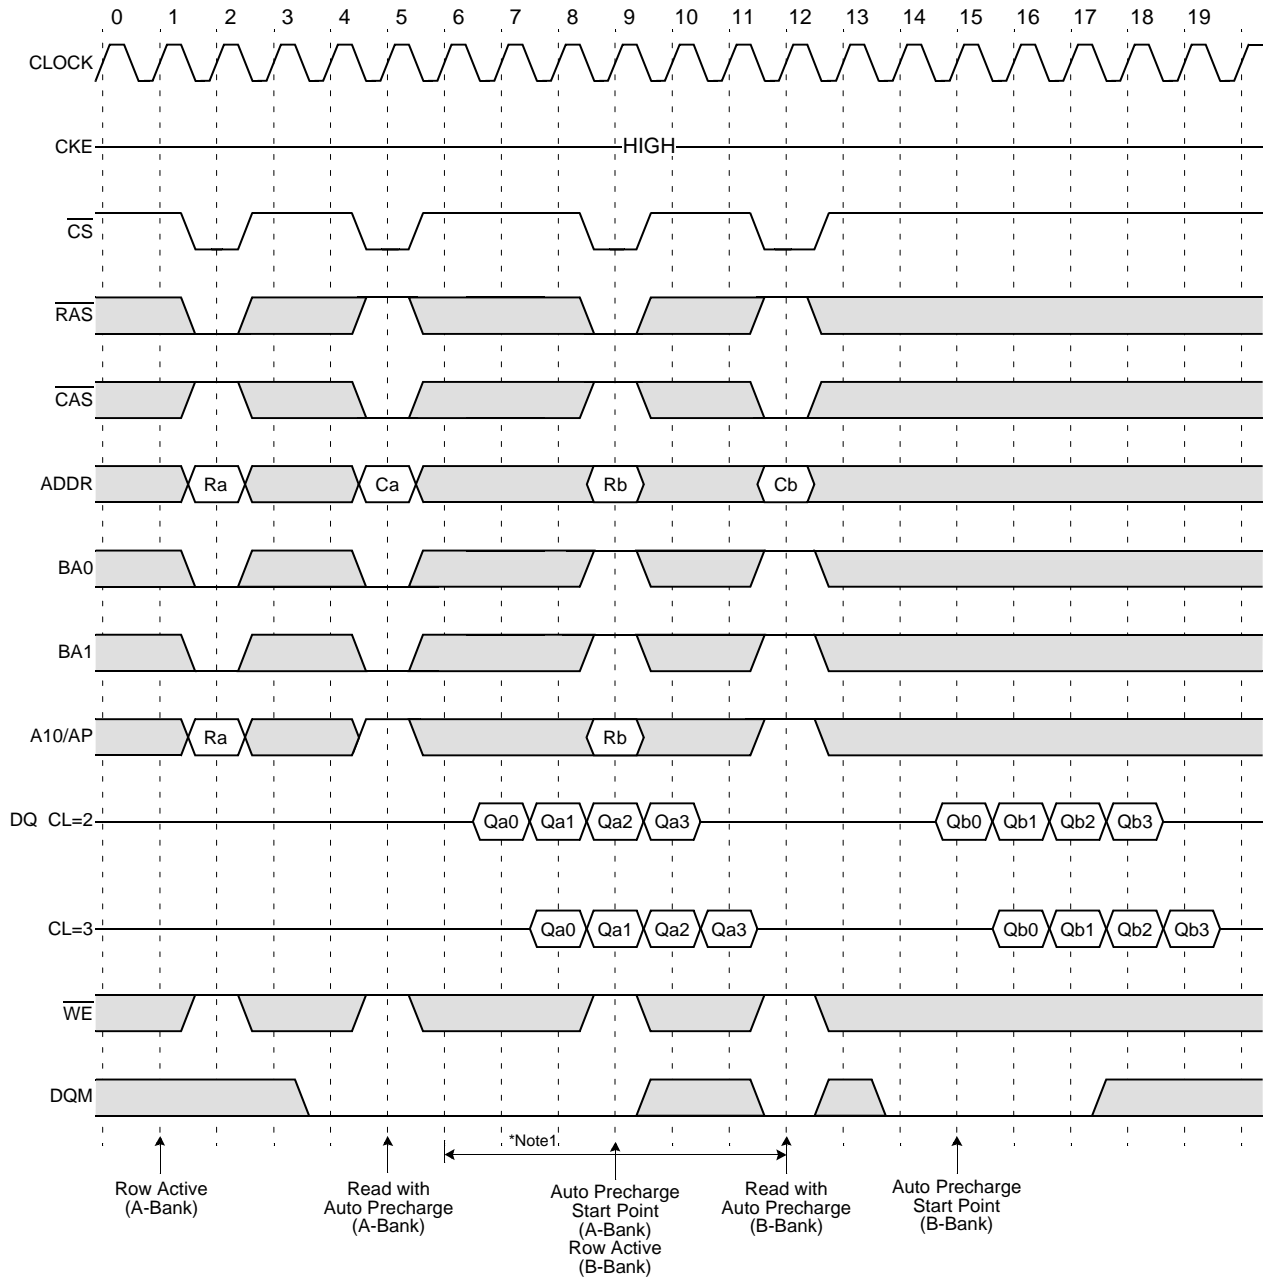 0 1 2 3 4 5 6 7 8 9 10 11 12 13 14 15 16 17 18 19
CLOCK
CKE HIGH
CS
RAS
CAS
ADDR Ra Ca Rb Cb
BA0
BA1
A10/AP Ra Rb
DQ CL=2 Qa0 Qa1 Qa2 Qa3 Qb0 Qb1 Qb2 Qb3
CL=3 Qa0 Qa1 Qa2 Qa3 Qb0 Qb1 Qb2 Qb3
WE
DQM
*Note1
Row Active
(A-Bank)
Read with
Auto Precharge
(A-Bank)
Auto Precharge
Start Point
(A-Bank)
Row Active
(B-Bank)
Read with
Auto Precharge
(B-Bank)
Auto Precharge
Start Point
(B-Bank)